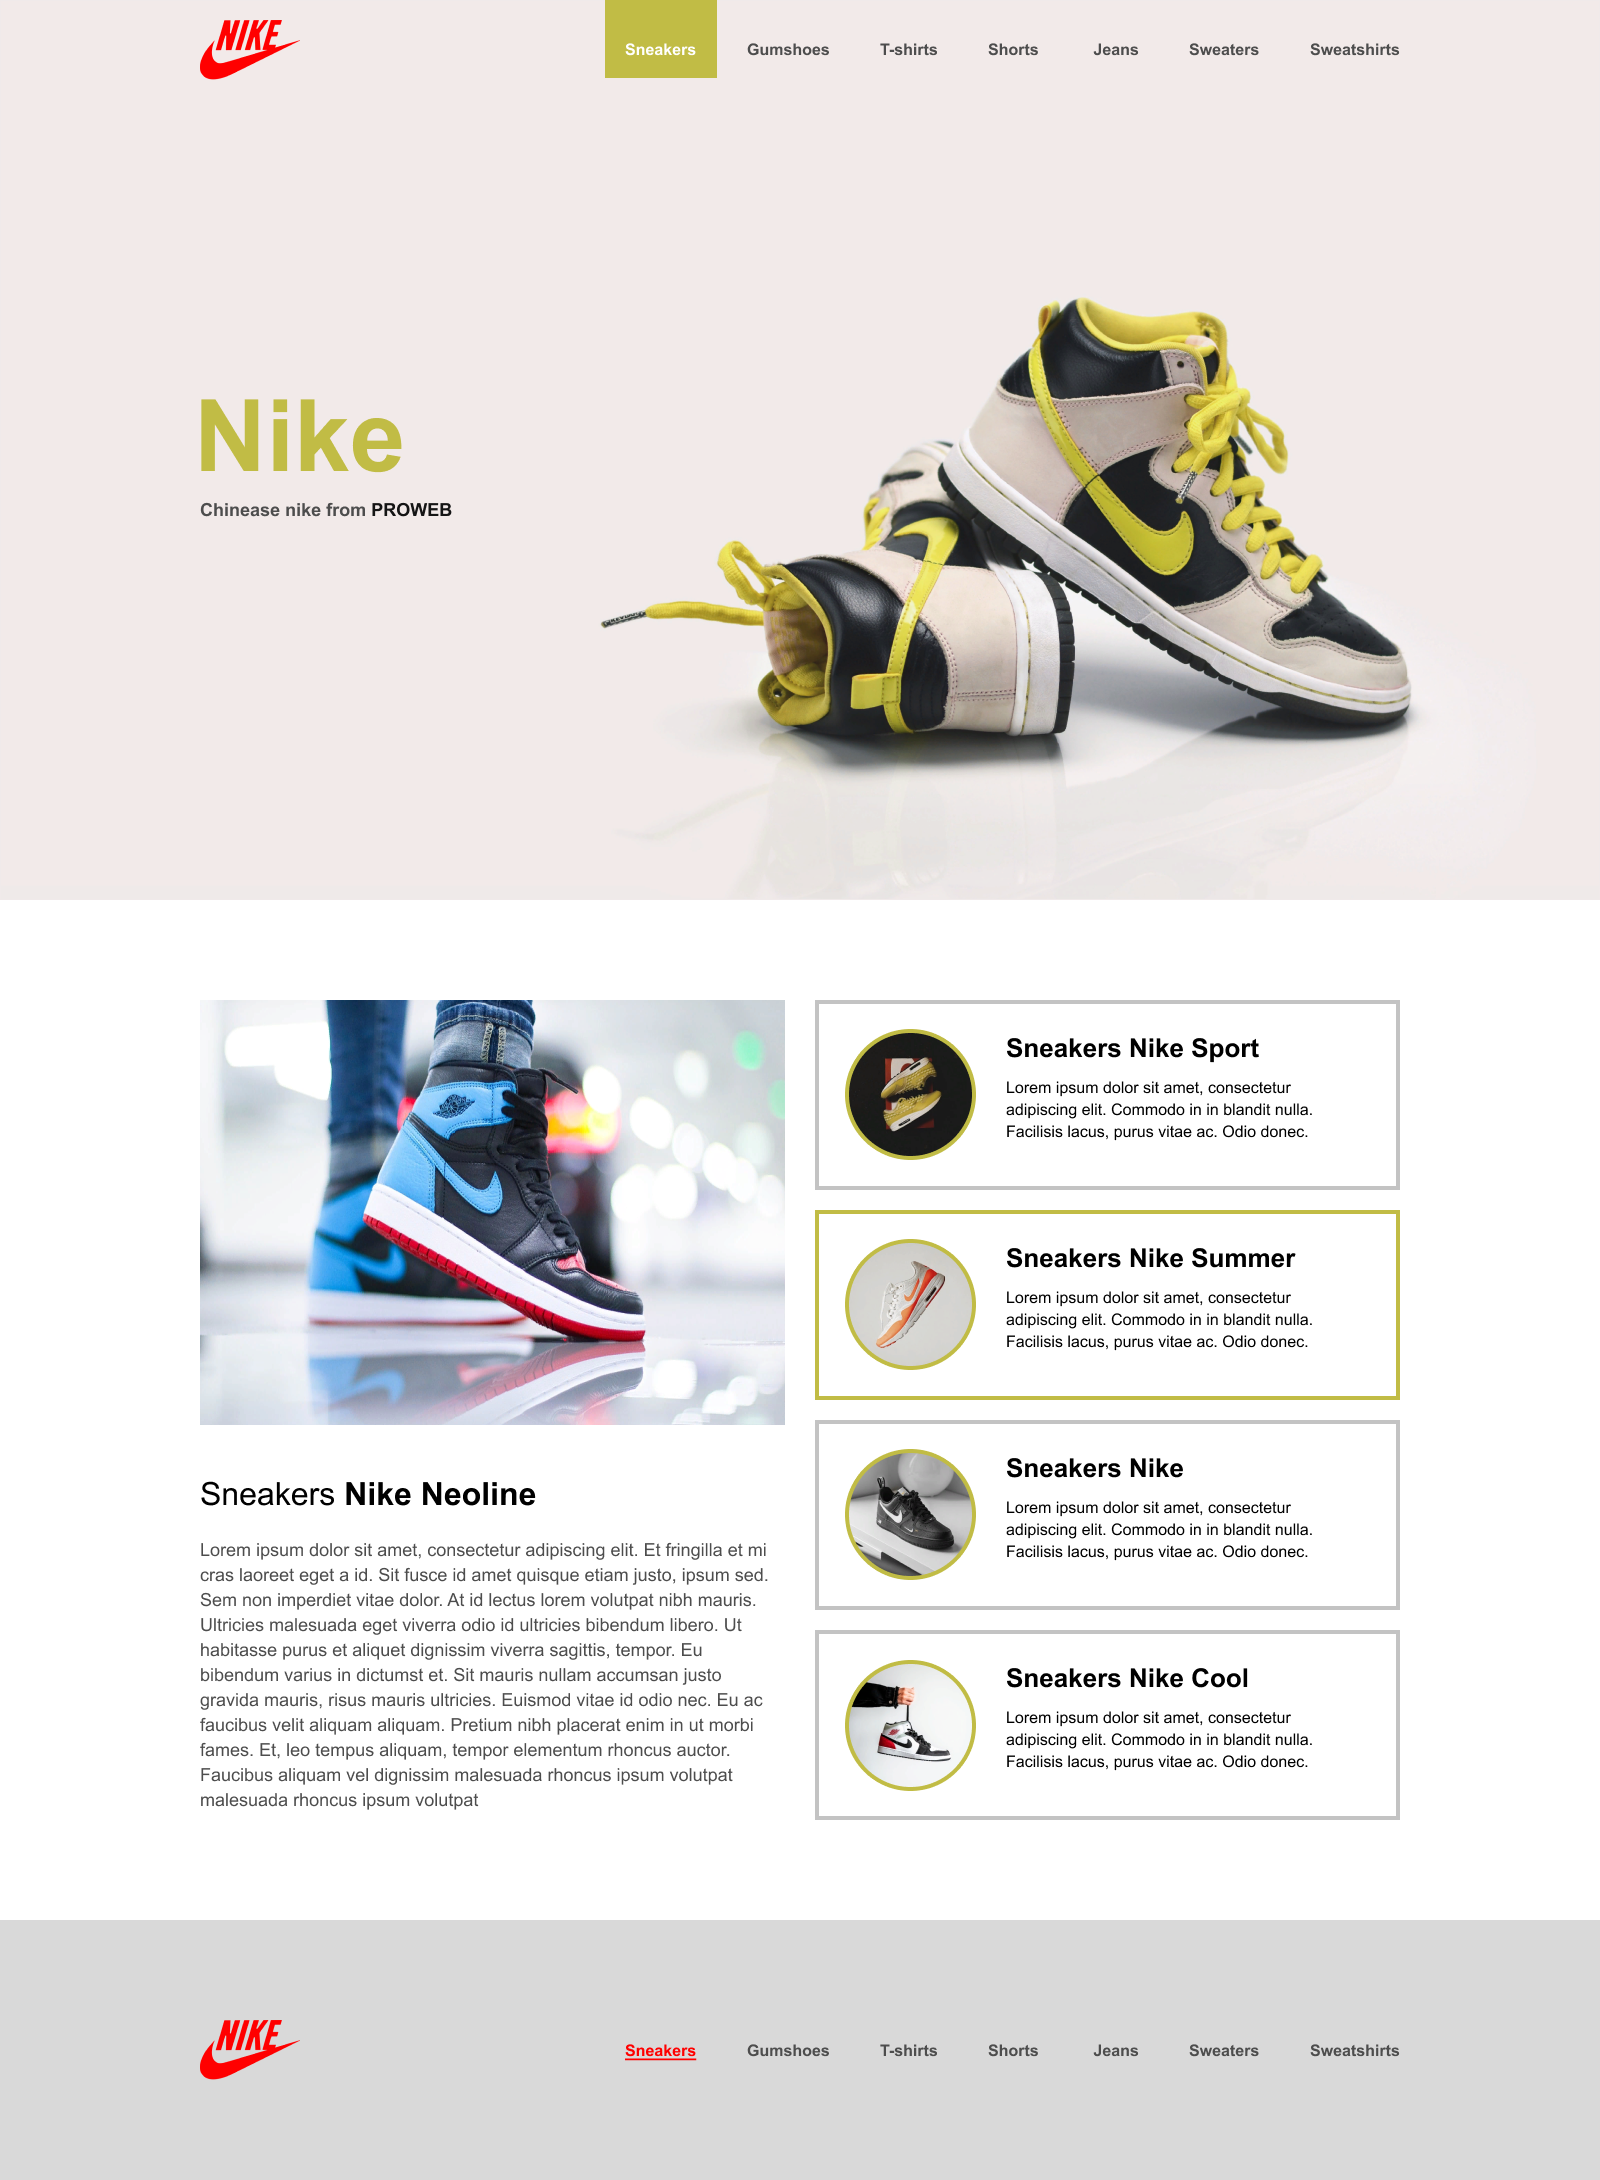 NIKE
Sneakers Gumshoes T-shirts Shorts Jeans Sweaters Sweatshirts
Nike
Chinease nike from PROWEB
Sneakers Nike Neoline
Lorem ipsum dolor sit amet, consectetur adipiscing elit. Et fringilla et mi
cras laoreet eget a id. Sit fusce id amet quisque etiam justo, ipsum sed.
Sem non imperdiet vitae dolor. At id lectus lorem volutpat nibh mauris.
Ultricies malesuada eget viverra odio id ultricies bibendum libero. Ut
habitasse purus et aliquet dignissim viverra sagittis, tempor. Eu
bibendum varius in dictumst et. Sit mauris nullam accumsan justo
gravida mauris, risus mauris ultricies. Euismod vitae id odio nec. Eu ac
faucibus velit aliquam aliquam. Pretium nibh placerat enim in ut morbi
fames. Et, leo tempus aliquam, tempor elementum rhoncus auctor.
Faucibus aliquam vel dignissim malesuada rhoncus ipsum volutpat
malesuada rhoncus ipsum volutpat
Sneakers Nike Sport
Lorem ipsum dolor sit amet, consectetur
adipiscing elit. Commodo in in blandit nulla.
Facilisis lacus, purus vitae ac. Odio donec.
Sneakers Nike Summer
Lorem ipsum dolor sit amet, consectetur
adipiscing elit. Commodo in in blandit nulla.
Facilisis lacus, purus vitae ac. Odio donec.
Sneakers Nike
Lorem ipsum dolor sit amet, consectetur
adipiscing elit. Commodo in in blandit nulla.
Facilisis lacus, purus vitae ac. Odio donec.
Sneakers Nike Cool
Lorem ipsum dolor sit amet, consectetur
adipiscing elit. Commodo in in blandit nulla.
Facilisis lacus, purus vitae ac. Odio donec.
NIKE
Sneakers Gumshoes T-shirts Shorts Jeans Sweaters Sweatshirts